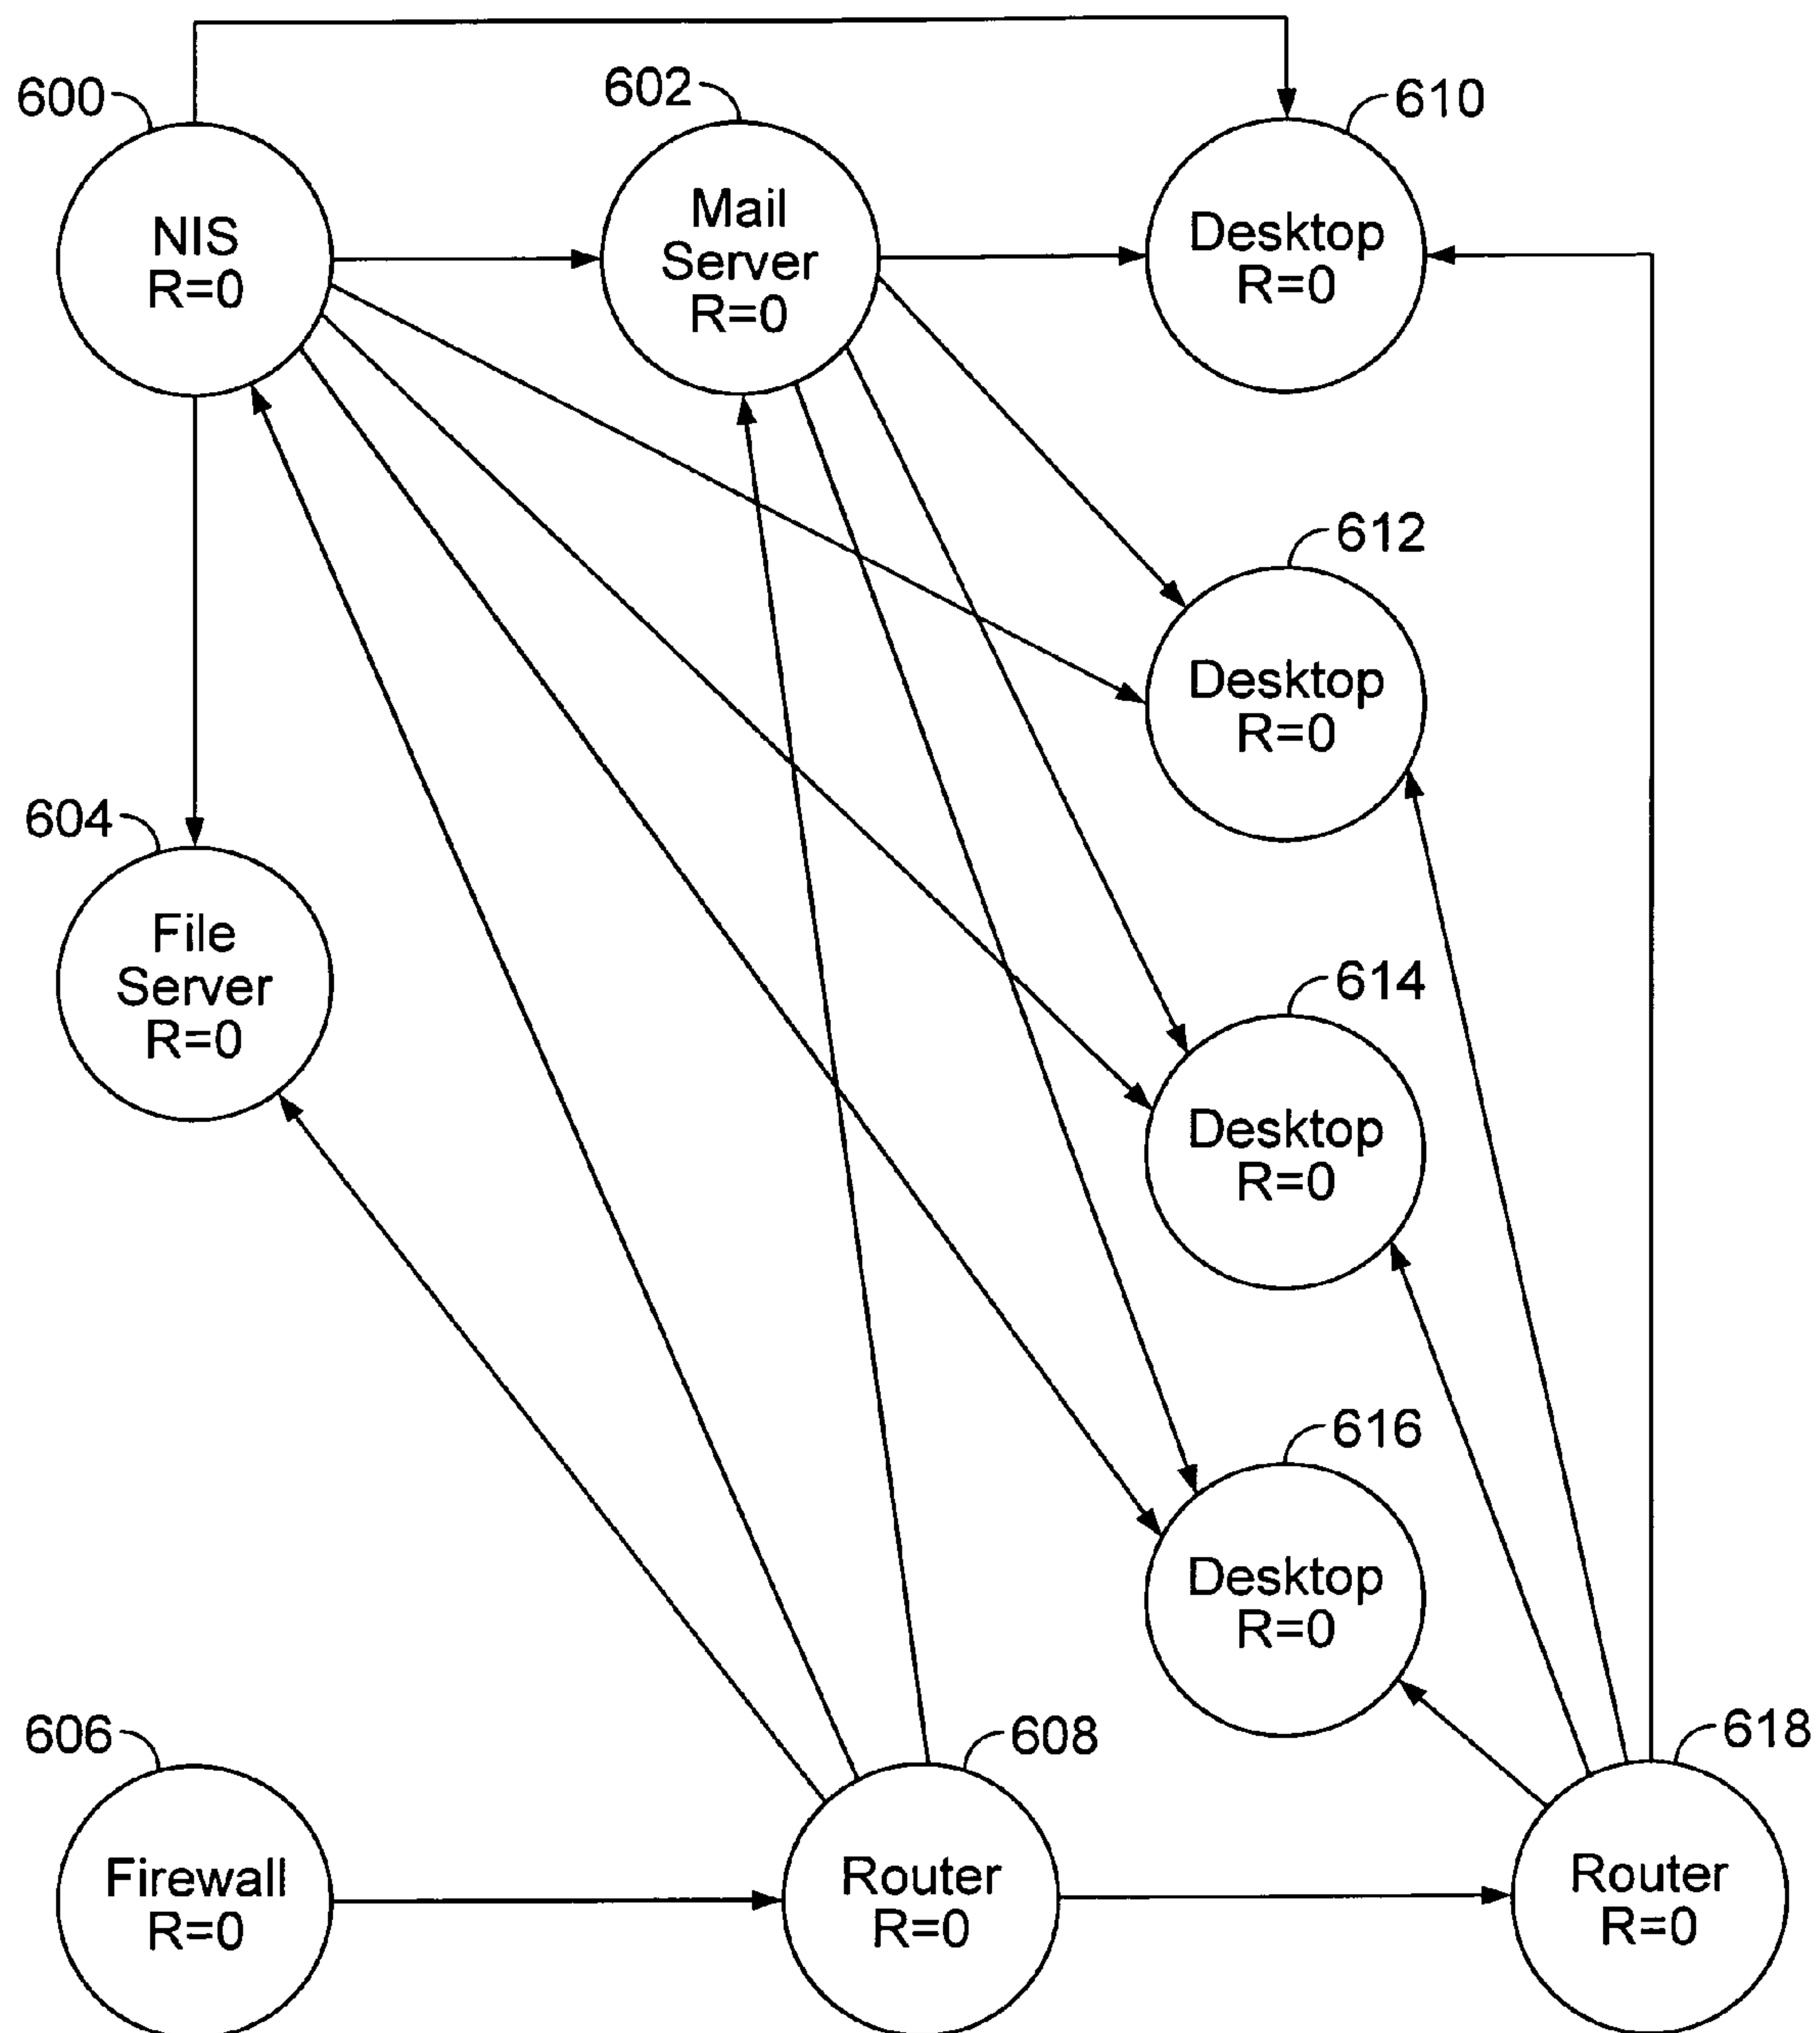 600
602
610
NIS
R=0
Mail
Server
R=0
Desktop
R=0
612
Desktop
R=0
604
File
Server
R=0
614
Desktop
R=0
616
Desktop
R=0
606
608
618
Firewall
R=0
Router
R=0
Router
R=0